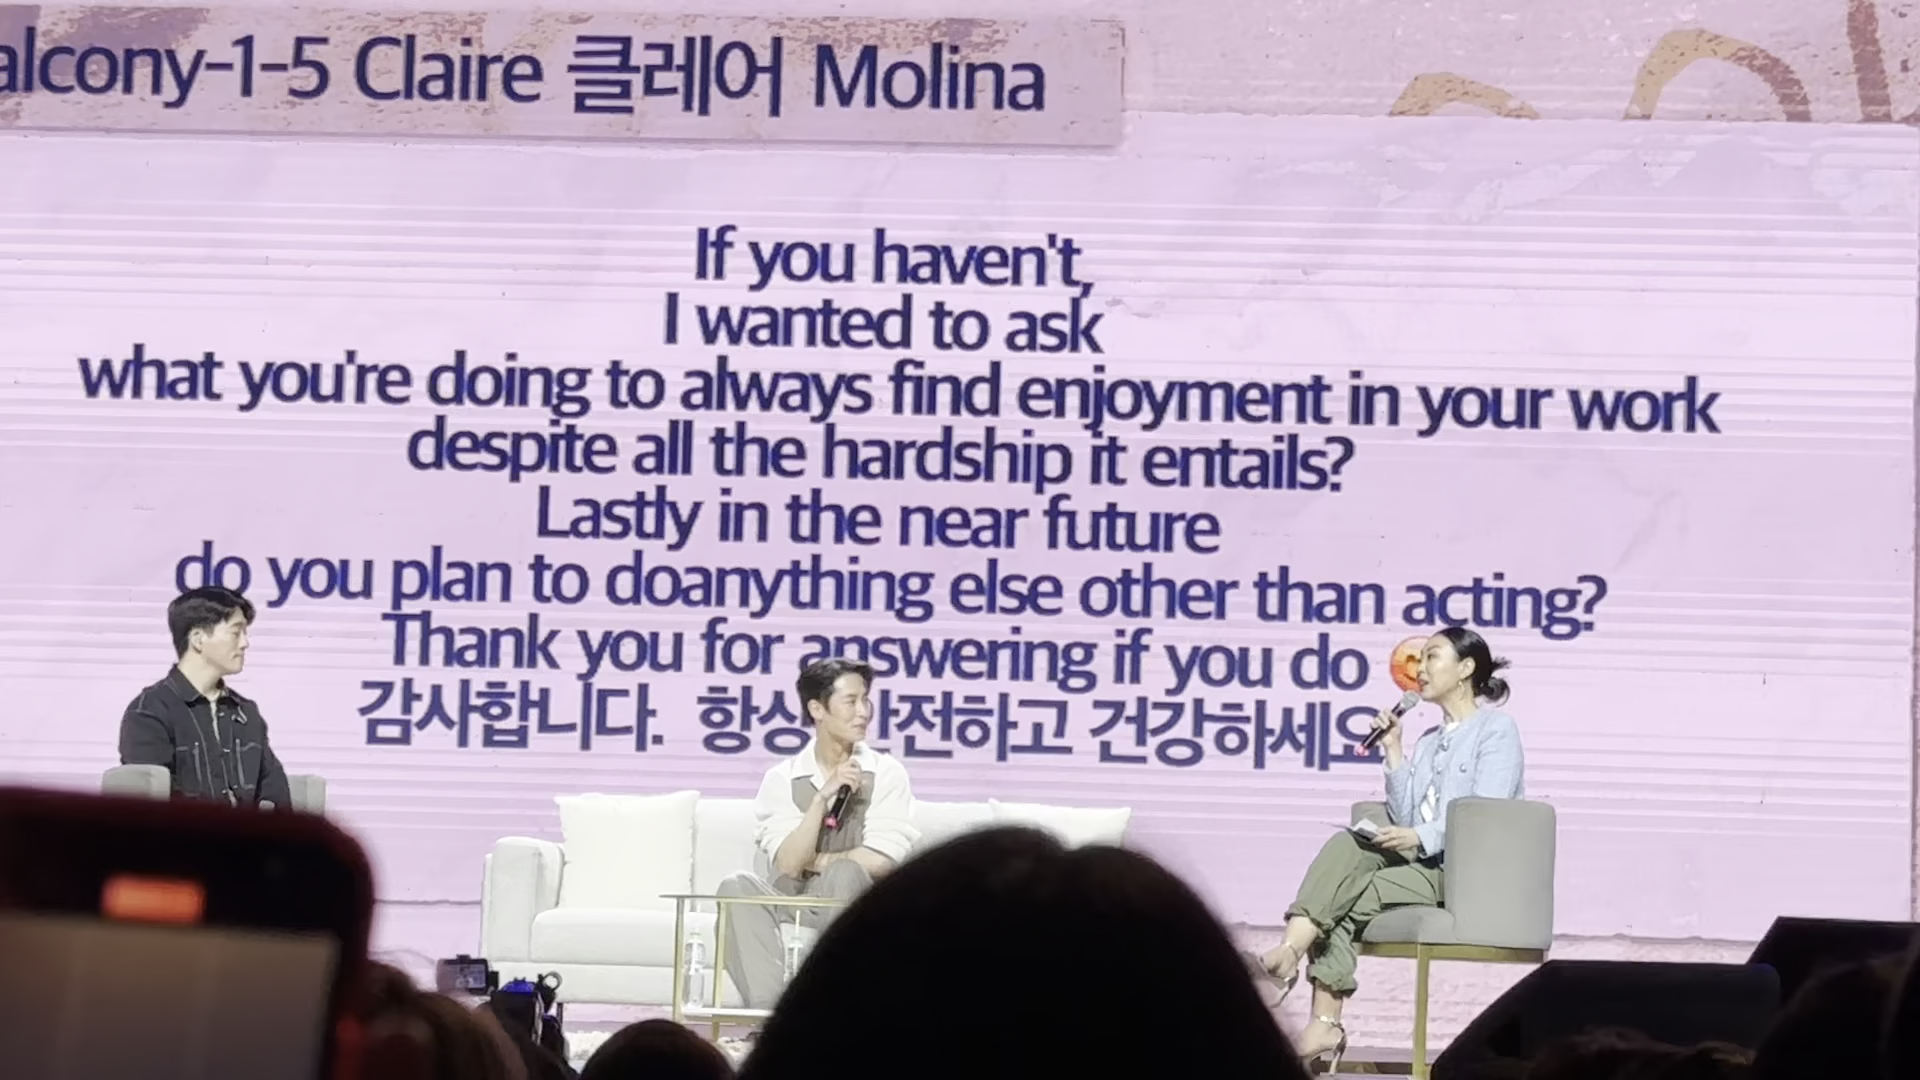 alcony-1-5 Claire 클레어 Molina
If you haven't,
I wanted to ask
what you're doing to always find enjoyment in your work
despite all the hardship it entails?
Lastly in the near future
do you plan to doanything else other than acting?
Thank you for answering if you do
감사합니다. 항상 안전하고 건강하세요